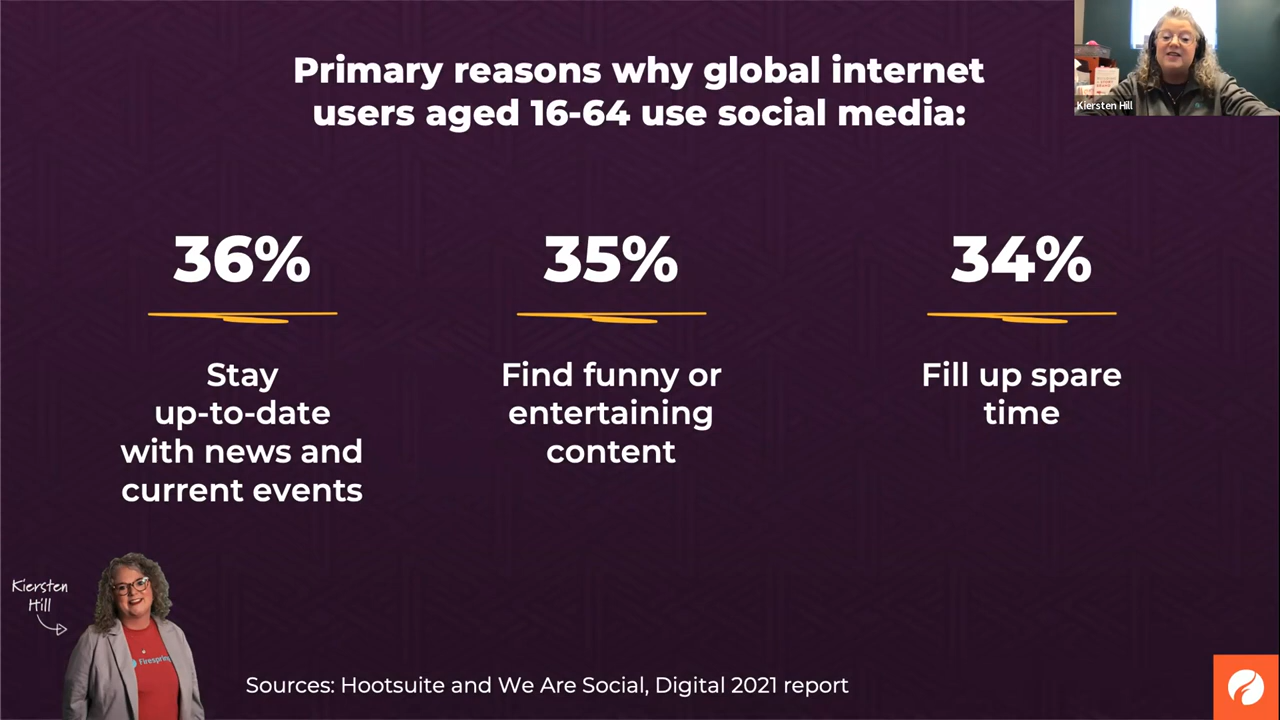 Primary reasons why global internet
users aged 16-64 use social media:
Kiersten Hill
36%
35%
34%
Stay
up-to-date
with news and
current events
Find funny or
entertaining
content
Fill up spare
time
Kiersten
Hill
Firespring
Sources: Hootsuite and We Are Social, Digital 2021 report